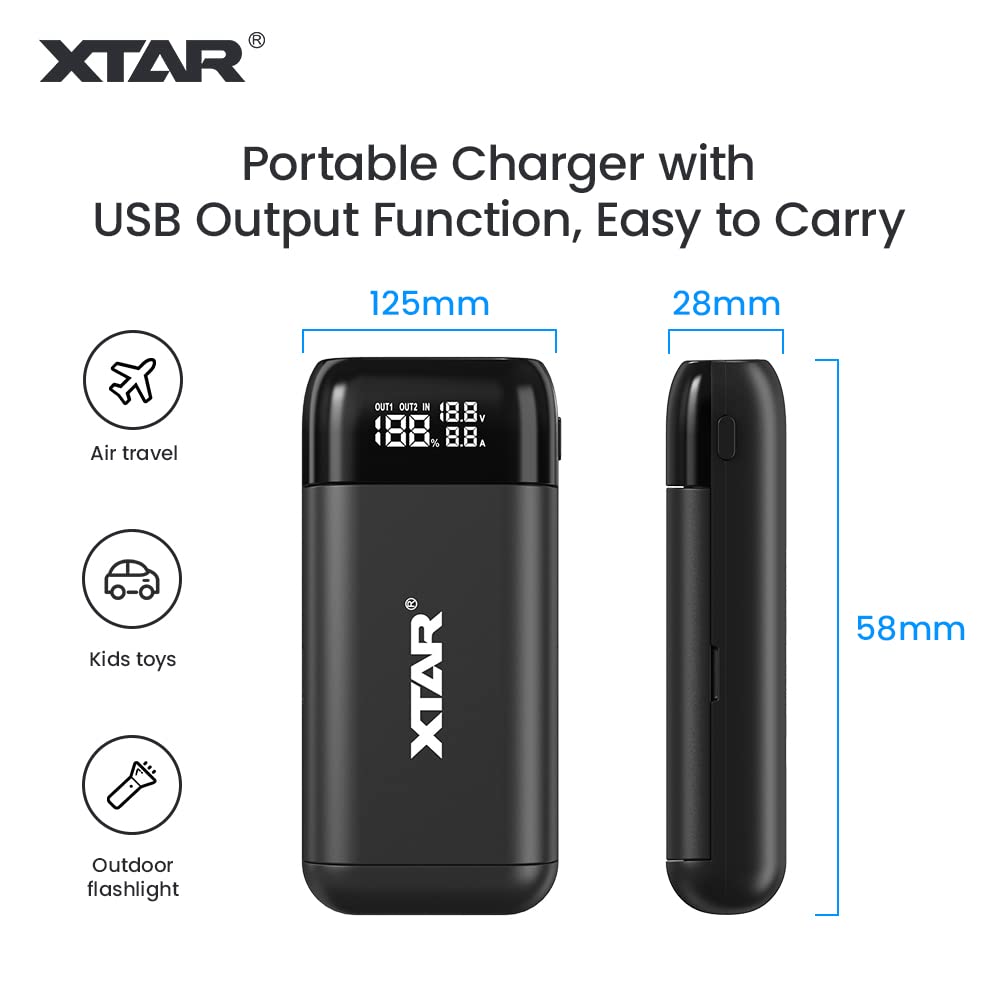 XTAR®
Portable Charger with
USB Output Function, Easy to Carry
125mm
28mm
Air travel
OUT1 OUT2 IN
18.8V
188%
8.8A
Kids toys
XTAR®
58mm
Outdoor
flashlight